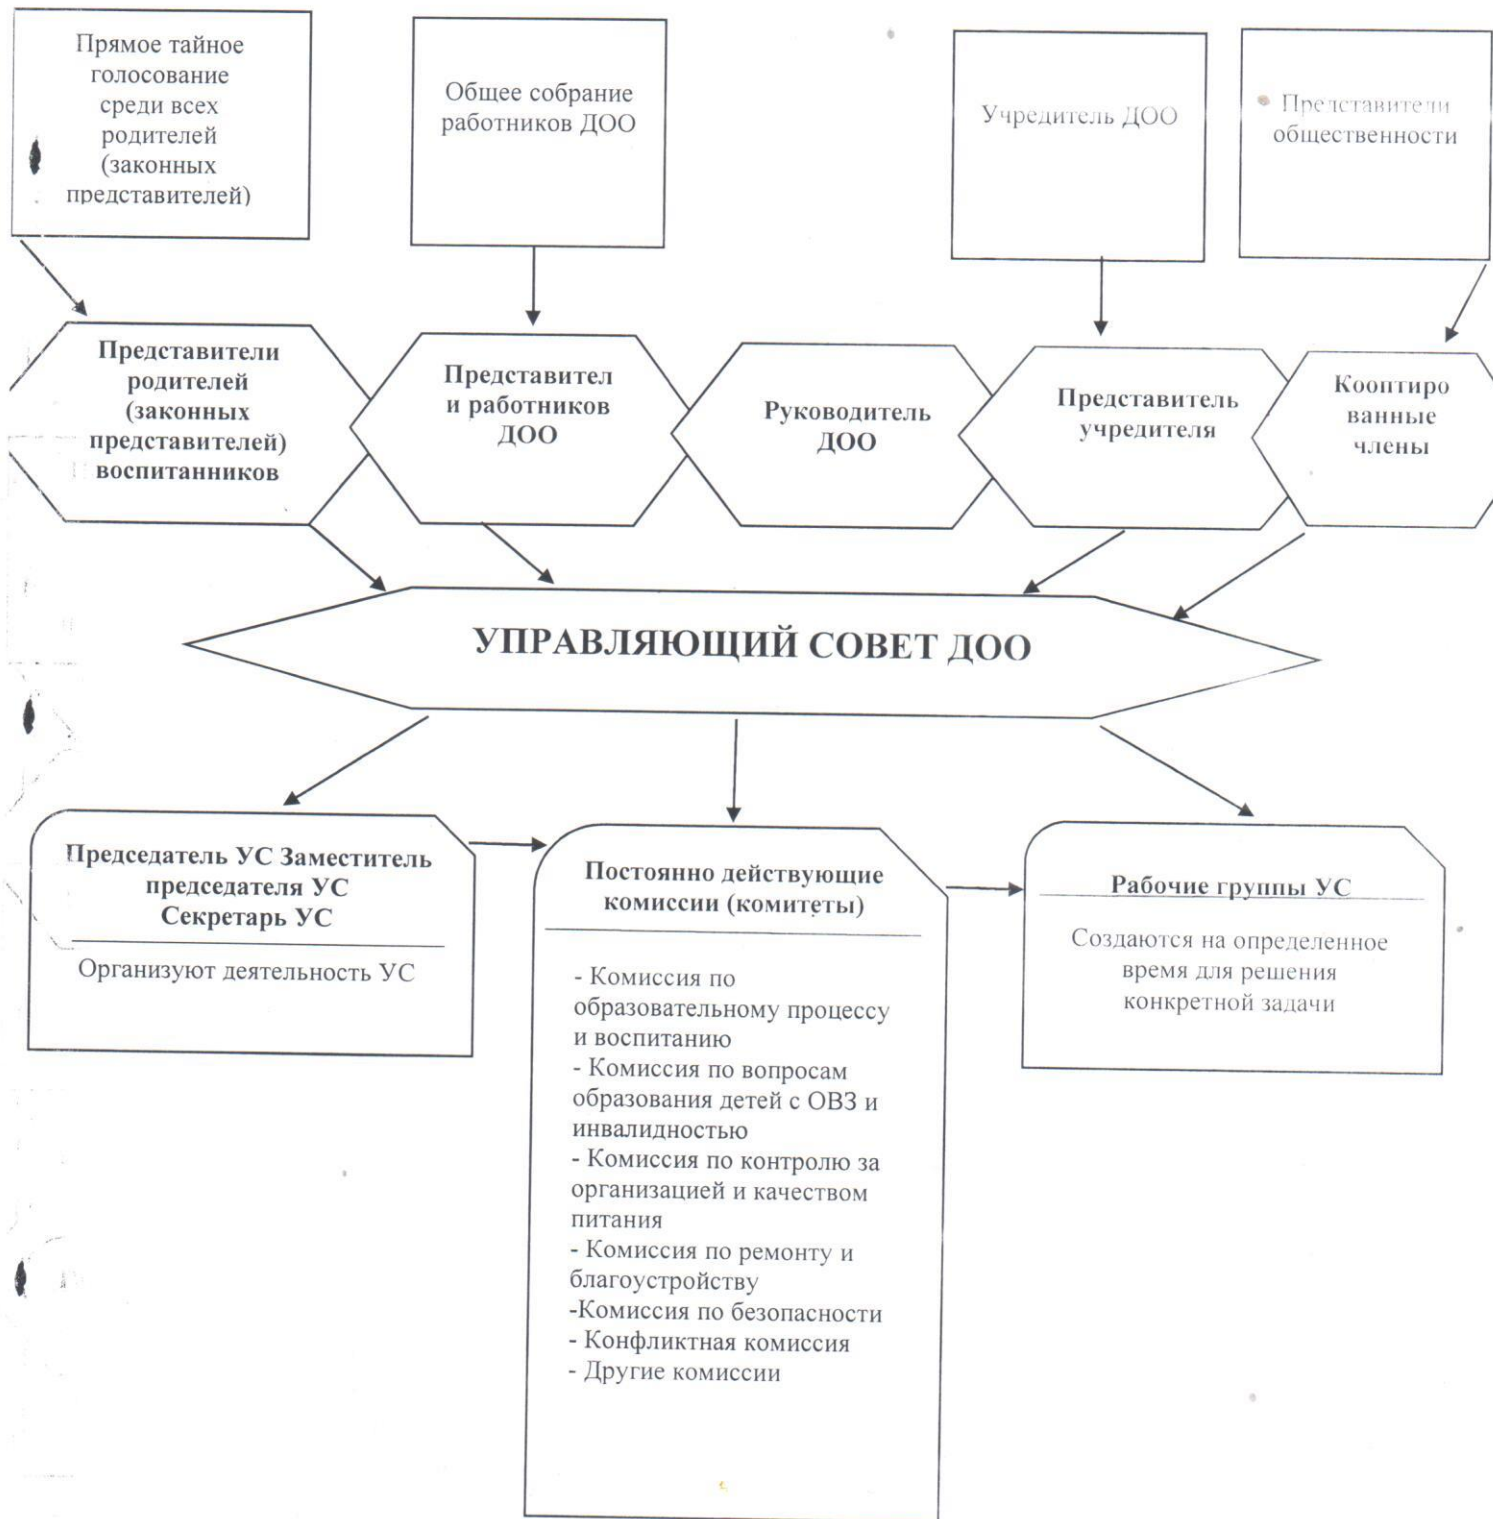 Прямое тайное
голосование
среди всех
родителей
(законных
представителей)
Общее собрание
работников ДОО
Учредитель ДОО
Представители
общественности
Представители
родителей
(законных
представителей)
воспитанников
Представител
и работников
ДОО
Руководитель
ДОО
Представитель
учредителя
Кооптиро
ванные
члены
УПРАВЛЯЮЩИЙ СОВЕТ ДОО
Председатель УС Заместитель
председателя УС
Секретарь УС
Организуют деятельность УС
Постоянно действующие
комиссии (комитеты)
- Комиссия по
образовательному процессу
и воспитанию
- Комиссия по вопросам
образования детей с ОВЗ и
инвалидностью
- Комиссия по контролю за
организацией и качеством
питания
- Комиссия по ремонту и
благоустройству
-Комиссия по безопасности
- Конфликтная комиссия
- Другие комиссии
Рабочие группы УС
Создаются на определенное
время для решения
конкретной задачи